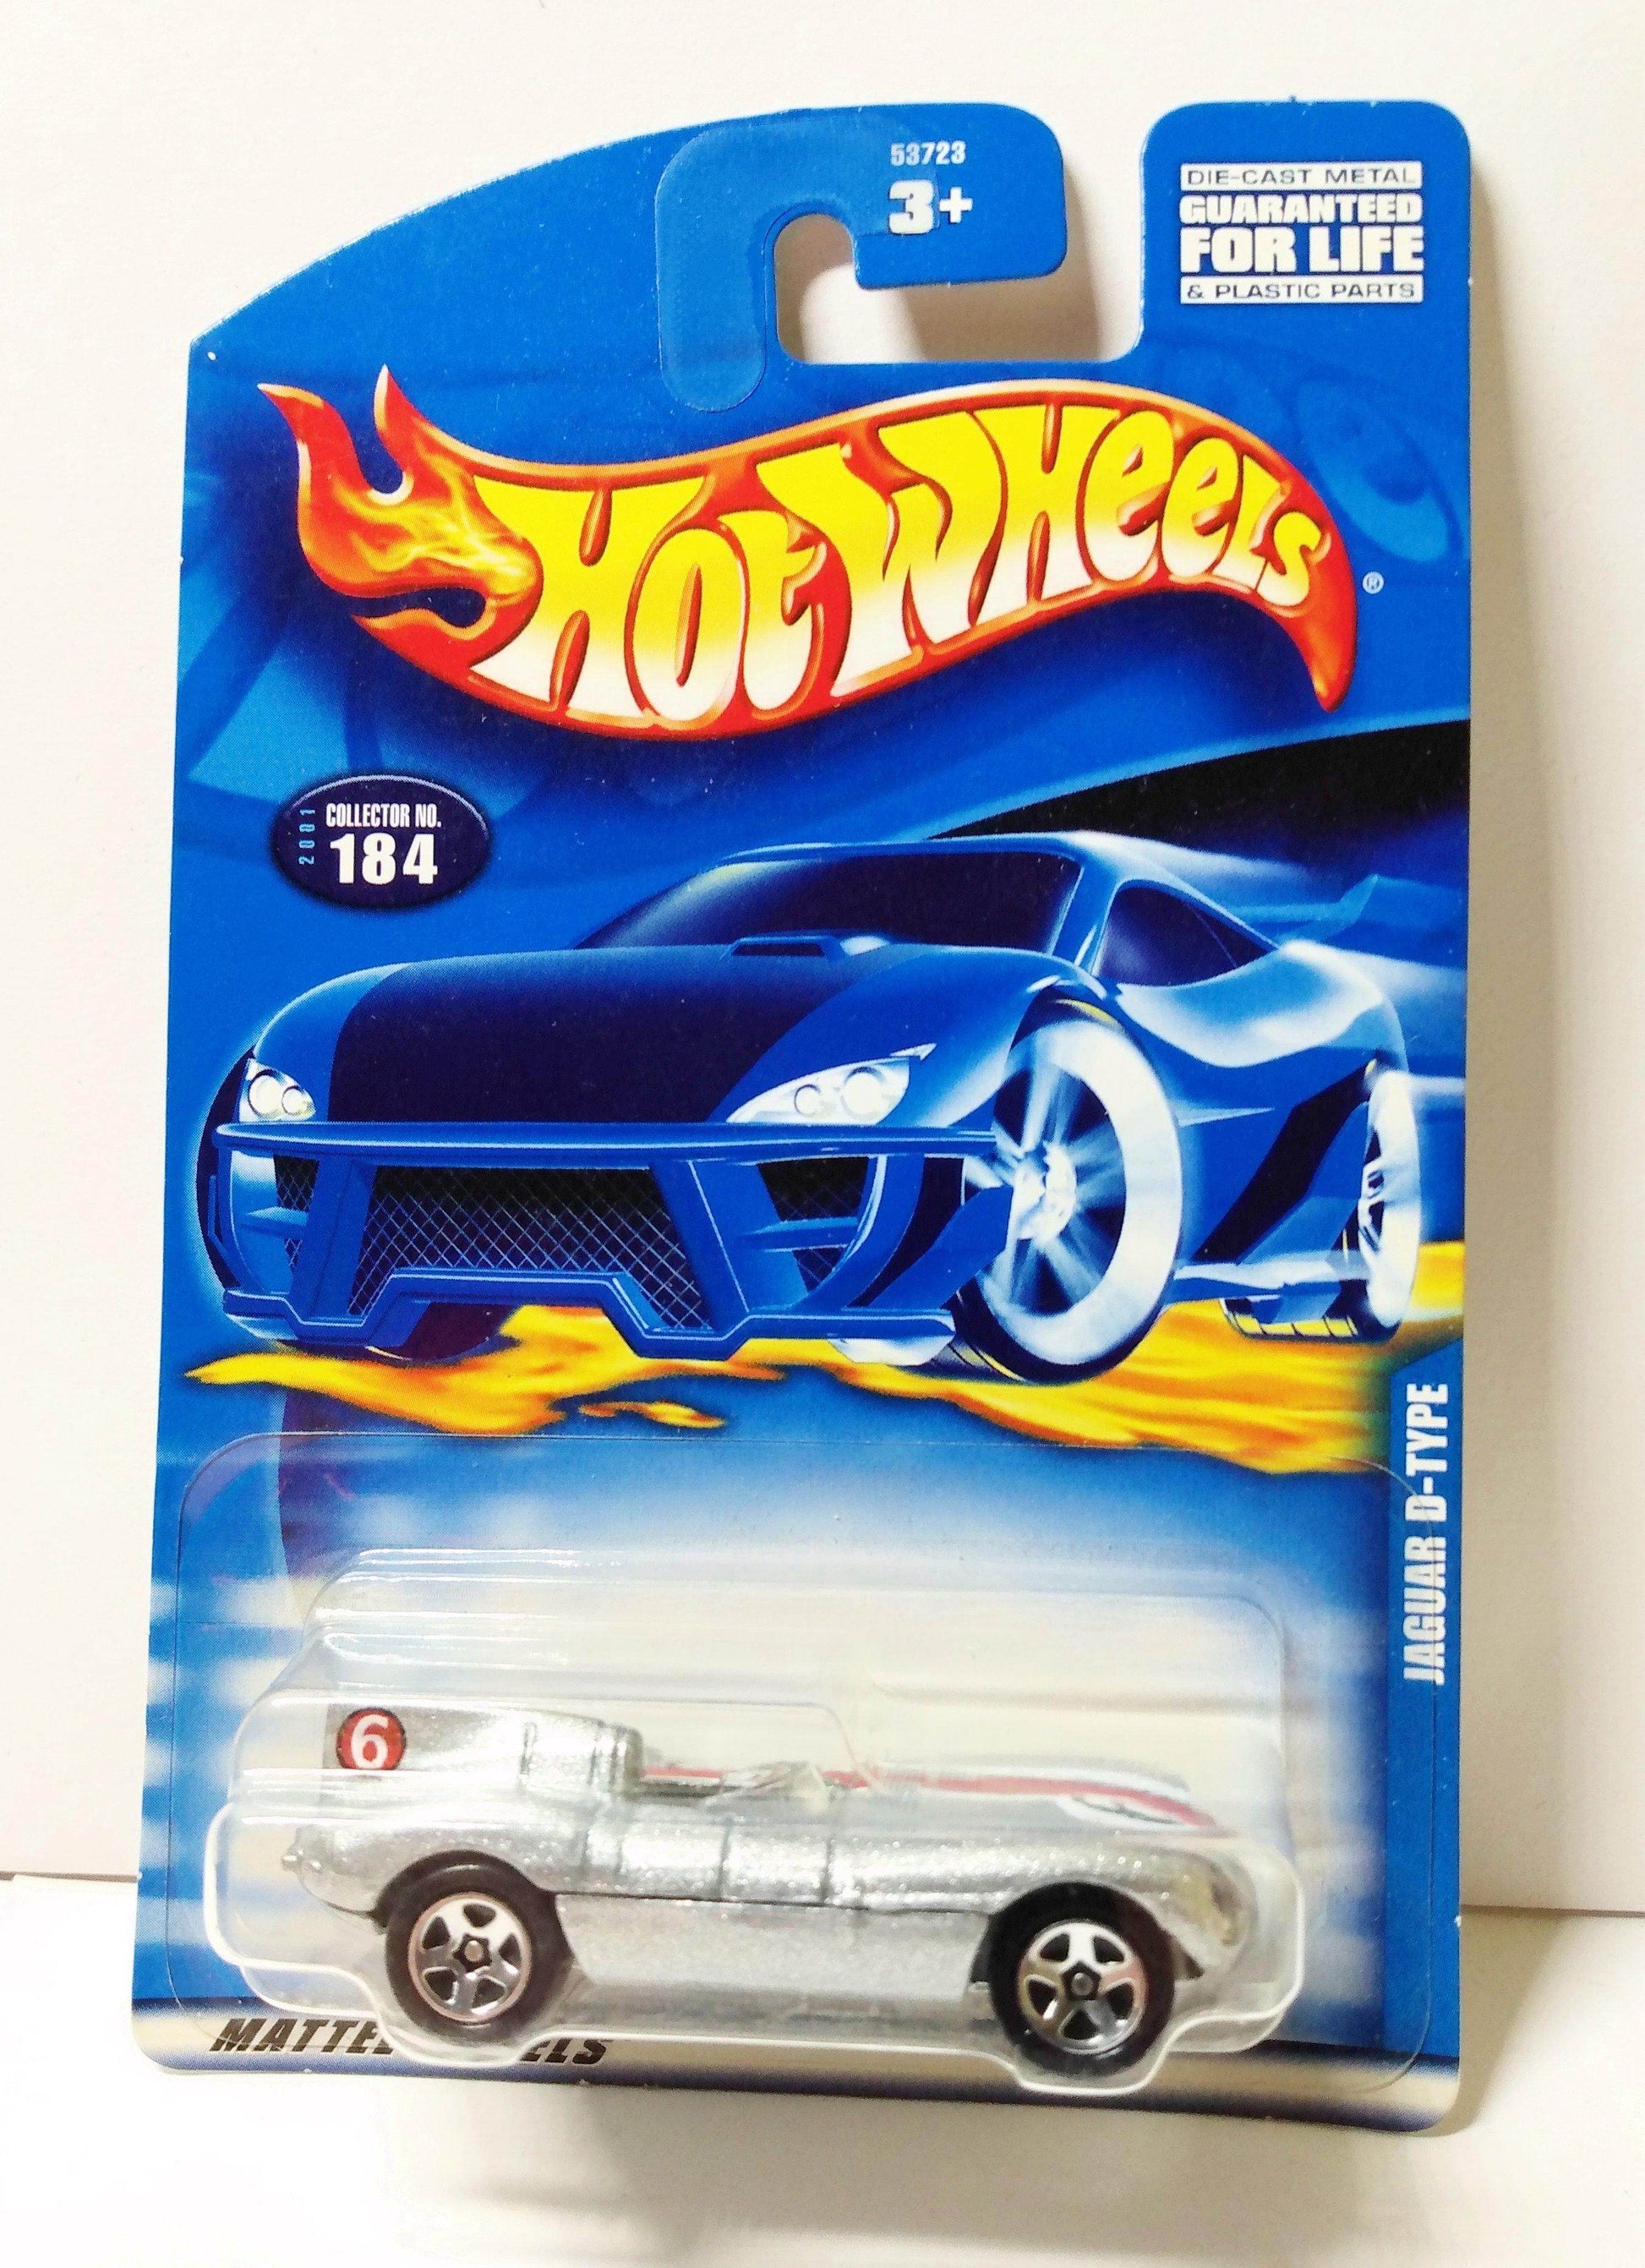 53723
3+
DIE-CAST METAL
GUARANTEED
FOR LIFE
& PLASTIC PARTS
HOT WHEELS
®
2001
COLLECTOR NO.
184
JAGUAR D-TYPE
6
MATTEL